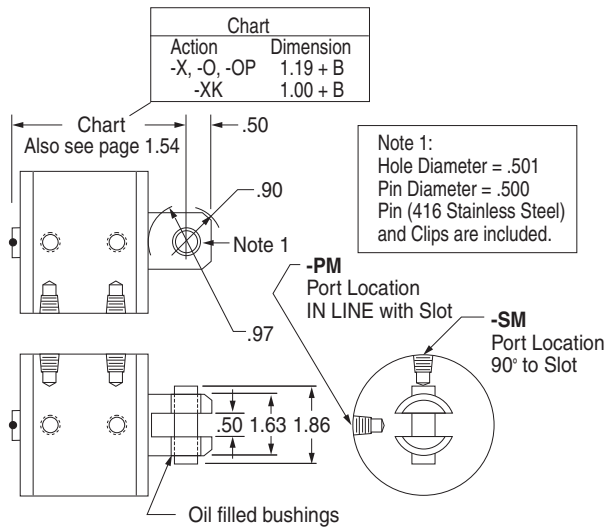 Chart
Action Dimension
-X, -O, -OP 1.19 + B
-XK 1.00 + B
Chart
Also see page 1.54
.50
.90
Note 1
.97
Note 1:
Hole Diameter = .501
Pin Diameter = .500
Pin (416 Stainless Steel)
and Clips are included.
-PM
Port Location
IN LINE with Slot
-SM
Port Location
90° to Slot
.50 1.63 1.86
Oil filled bushings